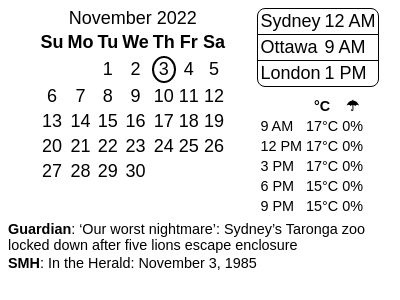 November 2022
Su Mo Tu We Th Fr Sa
1 2 3 4 5
6 7 8 9 10 11 12
13 14 15 16 17 18 19
20 21 22 23 24 25 26
27 28 29 30
Sydney 12 AM
Ottawa 9 AM
London 1 PM
°C ☂
9 AM 17°C 0%
12 PM 17°C 0%
3 PM 17°C 0%
6 PM 15°C 0%
9 PM 15°C 0%
Guardian: ‘Our worst nightmare’: Sydney’s Taronga zoo
locked down after five lions escape enclosure
SMH: In the Herald: November 3, 1985